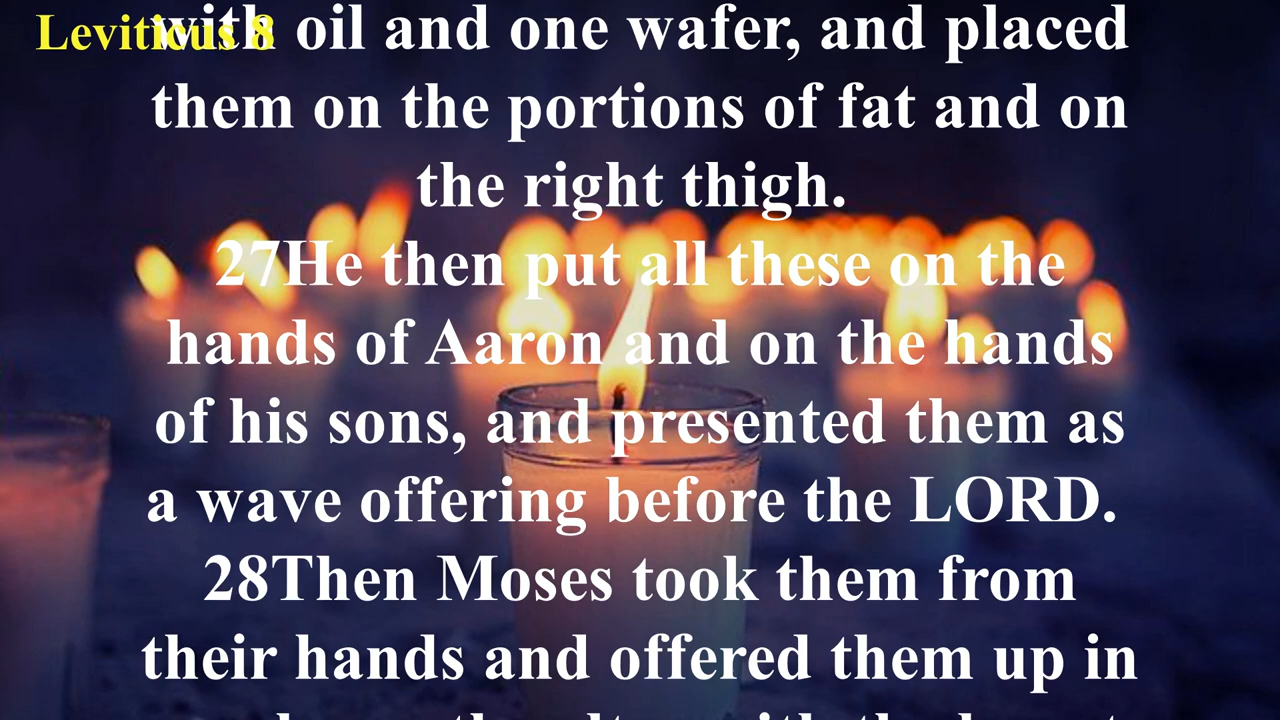 Leviticus 8
with oil and one wafer, and placed
them on the portions of fat and on
the right thigh.
27He then put all these on the
hands of Aaron and on the hands
of his sons, and presented them as
a wave offering before the LORD.
28Then Moses took them from
their hands and offered them up in